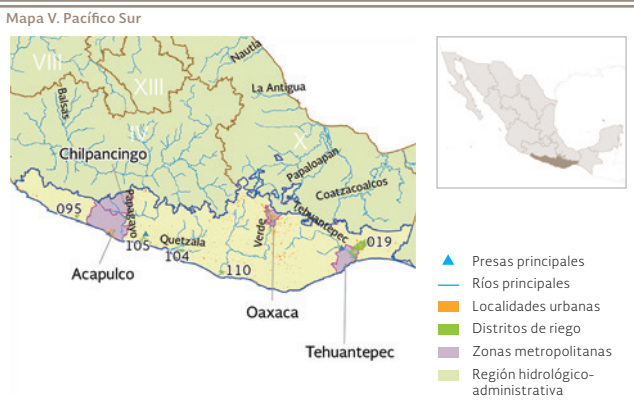 Mapa V. Pacífico Sur
Nautla
VIII
XIII
La Antigua
Balsas
IV
X
Chilpancingo
Papaloapan
Coatzacoalcos
095
Papagayo
Tehuantepec
105
Quetzala
104
Verde
019
110
Acapulco
Oaxaca
Tehuantepec
Presas principales
Ríos principales
Localidades urbanas
Distritos de riego
Zonas metropolitanas
Región hidrológico-
administrativa